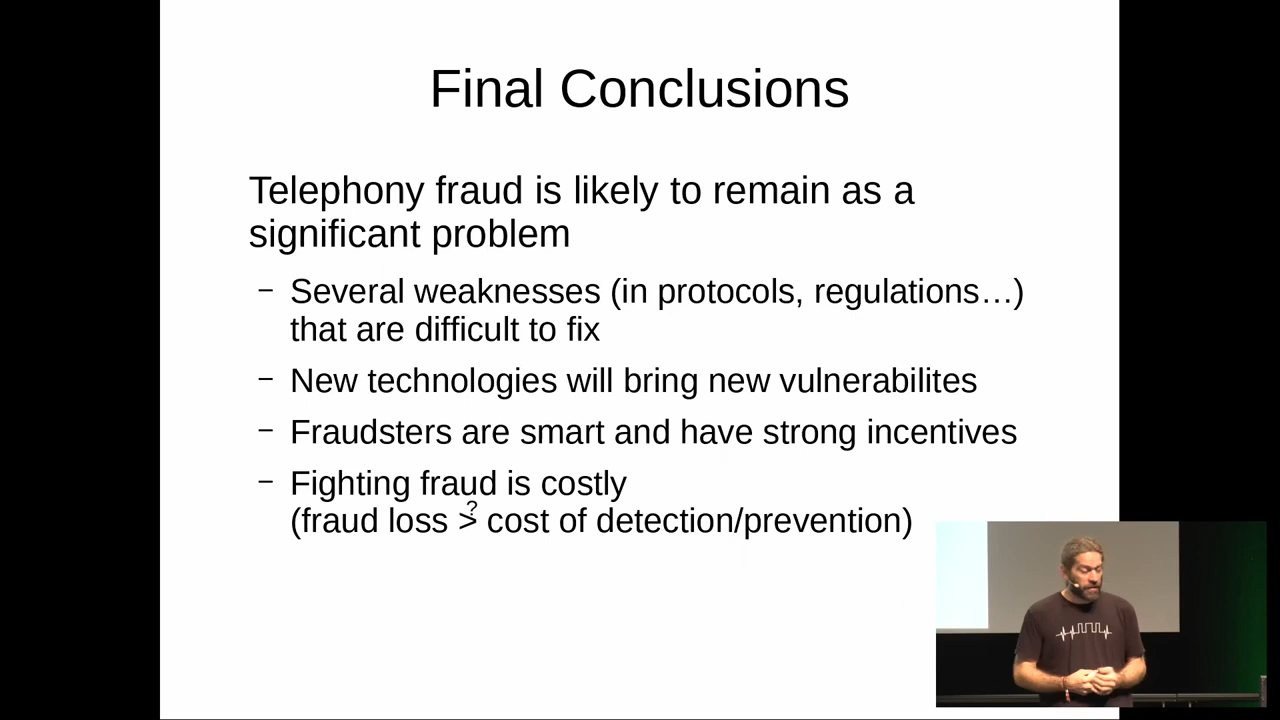 Final Conclusions
Telephony fraud is likely to remain as a
significant problem
– Several weaknesses (in protocols, regulations…)
that are difficult to fix
– New technologies will bring new vulnerabilites
– Fraudsters are smart and have strong incentives
– Fighting fraud is costly
?
(fraud loss > cost of detection/prevention)